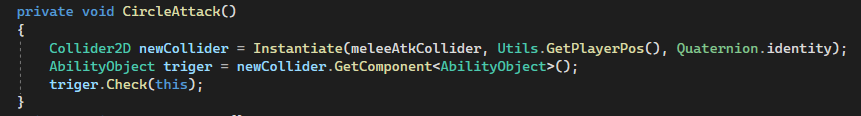 private void CircleAttack()
{
Collider2D newCollider = Instantiate(meleeAtkCollider, Utils.GetPlayerPos(), Quaternion.identity);
AbilityObject triger = newCollider.GetComponent<AbilityObject>();
triger.Check(this);
}